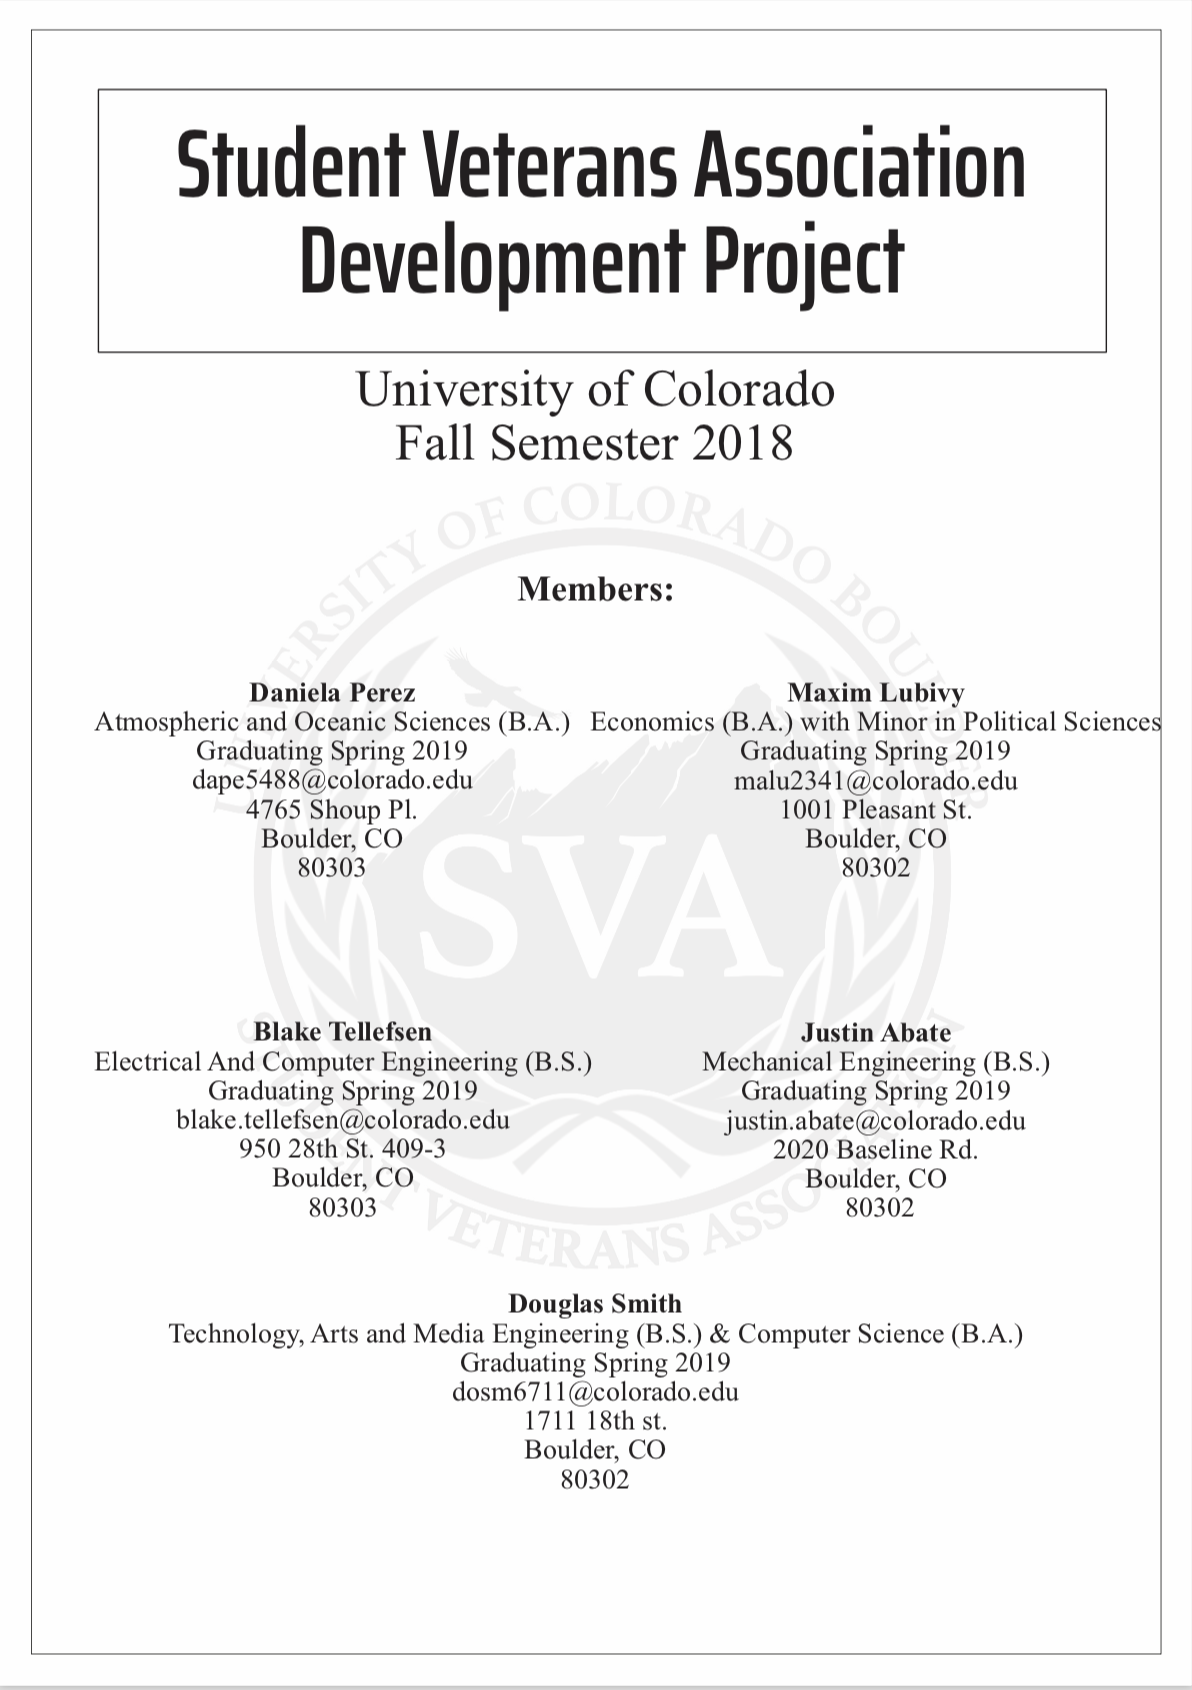 Student Veterans Association
Development Project
University of Colorado
Fall Semester 2018
UNIVERSITY OF COLORADO BOULDER
Members:
Daniela Perez
Atmospheric and Oceanic Sciences (B.A.)
Graduating Spring 2019
dape5488@colorado.edu
4765 Shoup Pl.
Boulder, CO
80303
Maxim Lubivy
Economics (B.A.) with Minor in Political Sciences
Graduating Spring 2019
malu2341@colorado.edu
1001 Pleasant St.
Boulder, CO
80302
SVA
Blake Tellefsen
Electrical And Computer Engineering (B.S.)
Graduating Spring 2019
blake.tellefsen@colorado.edu
950 28th St. 409-3
Boulder, CO
80303
Justin Abate
Mechanical Engineering (B.S.)
Graduating Spring 2019
justin.abate@colorado.edu
2020 Baseline Rd.
Boulder, CO
80302
STUDENT VETERANS ASSOCIATION
Douglas Smith
Technology, Arts and Media Engineering (B.S.) & Computer Science (B.A.)
Graduating Spring 2019
dosm6711@colorado.edu
1711 18th st.
Boulder, CO
80302